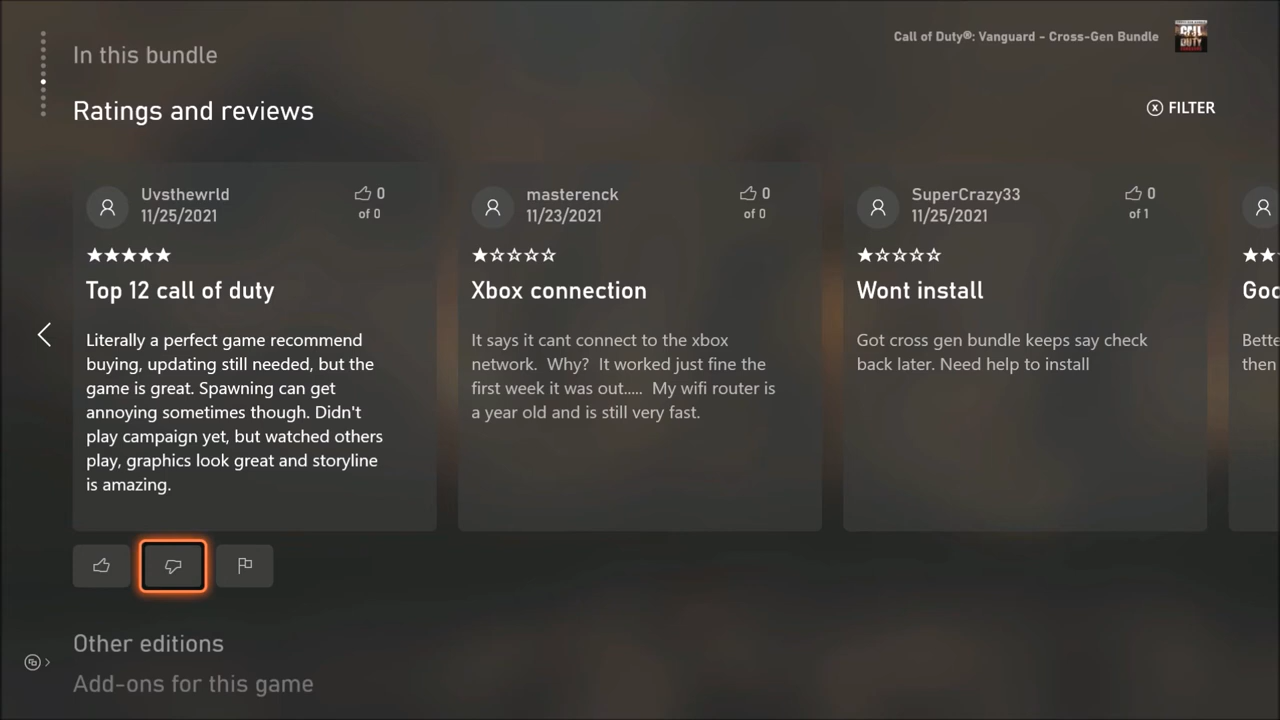 In this bundle
Call of Duty®: Vanguard - Cross-Gen Bundle
CALL
DUTY
Ratings and reviews
X FILTER
Uvsthewrld
11/25/2021
0
of 0
★★★★★
Top 12 call of duty
Literally a perfect game recommend
buying, updating still needed, but the
game is great. Spawning can get
annoying sometimes though. Didn't
play campaign yet, but watched others
play, graphics look great and storyline
is amazing.
masterenck
11/23/2021
0
of 0
★☆☆☆☆
Xbox connection
It says it cant connect to the xbox
network. Why? It worked just fine the
first week it was out..... My wifi router is
a year old and is still very fast.
SuperCrazy33
11/25/2021
0
of 1
★☆☆☆☆
Wont install
Got cross gen bundle keeps say check
back later. Need help to install
Bette
then
Other editions
Add-ons for this game